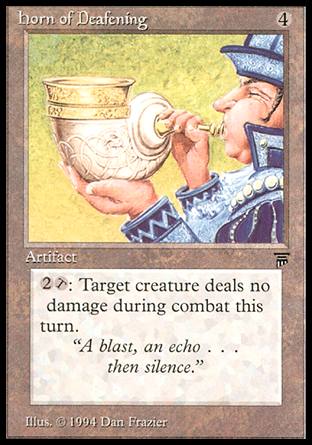 Horn of Deafening 4
Artifact
2: Target creature deals no
damage during combat this
turn.
“A blast, an echo . . .
then silence.”
Illus. © 1994 Dan Frazier